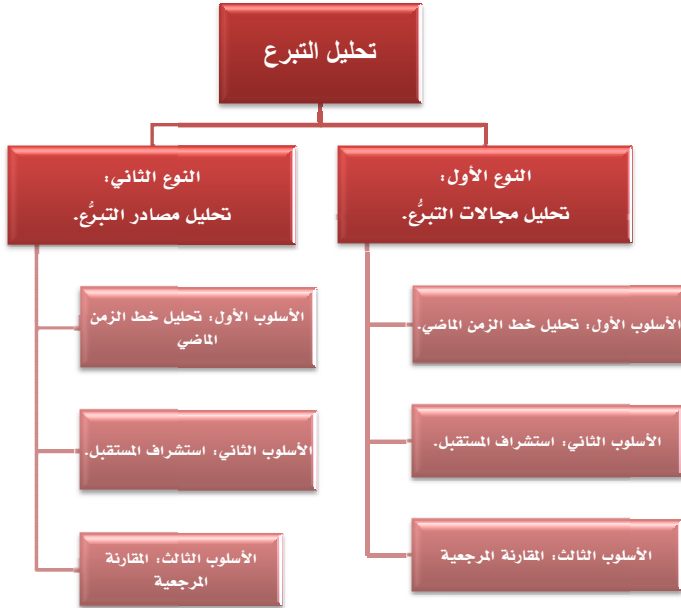 تحليل التبرع
النوع الأول:
تحليل مجالات التبرُّع.
الأسلوب الأول: تحليل خط الزمن الماضي.
الأسلوب الثاني: استشراف المستقبل.
الأسلوب الثالث: المقارنة المرجعية
النوع الثاني:
تحليل مصادر التبرُّع.
الأسلوب الأول: تحليل خط الزمن
الماضي
الأسلوب الثاني: استشراف المستقبل.
الأسلوب الثالث: المقارنة
المرجعية